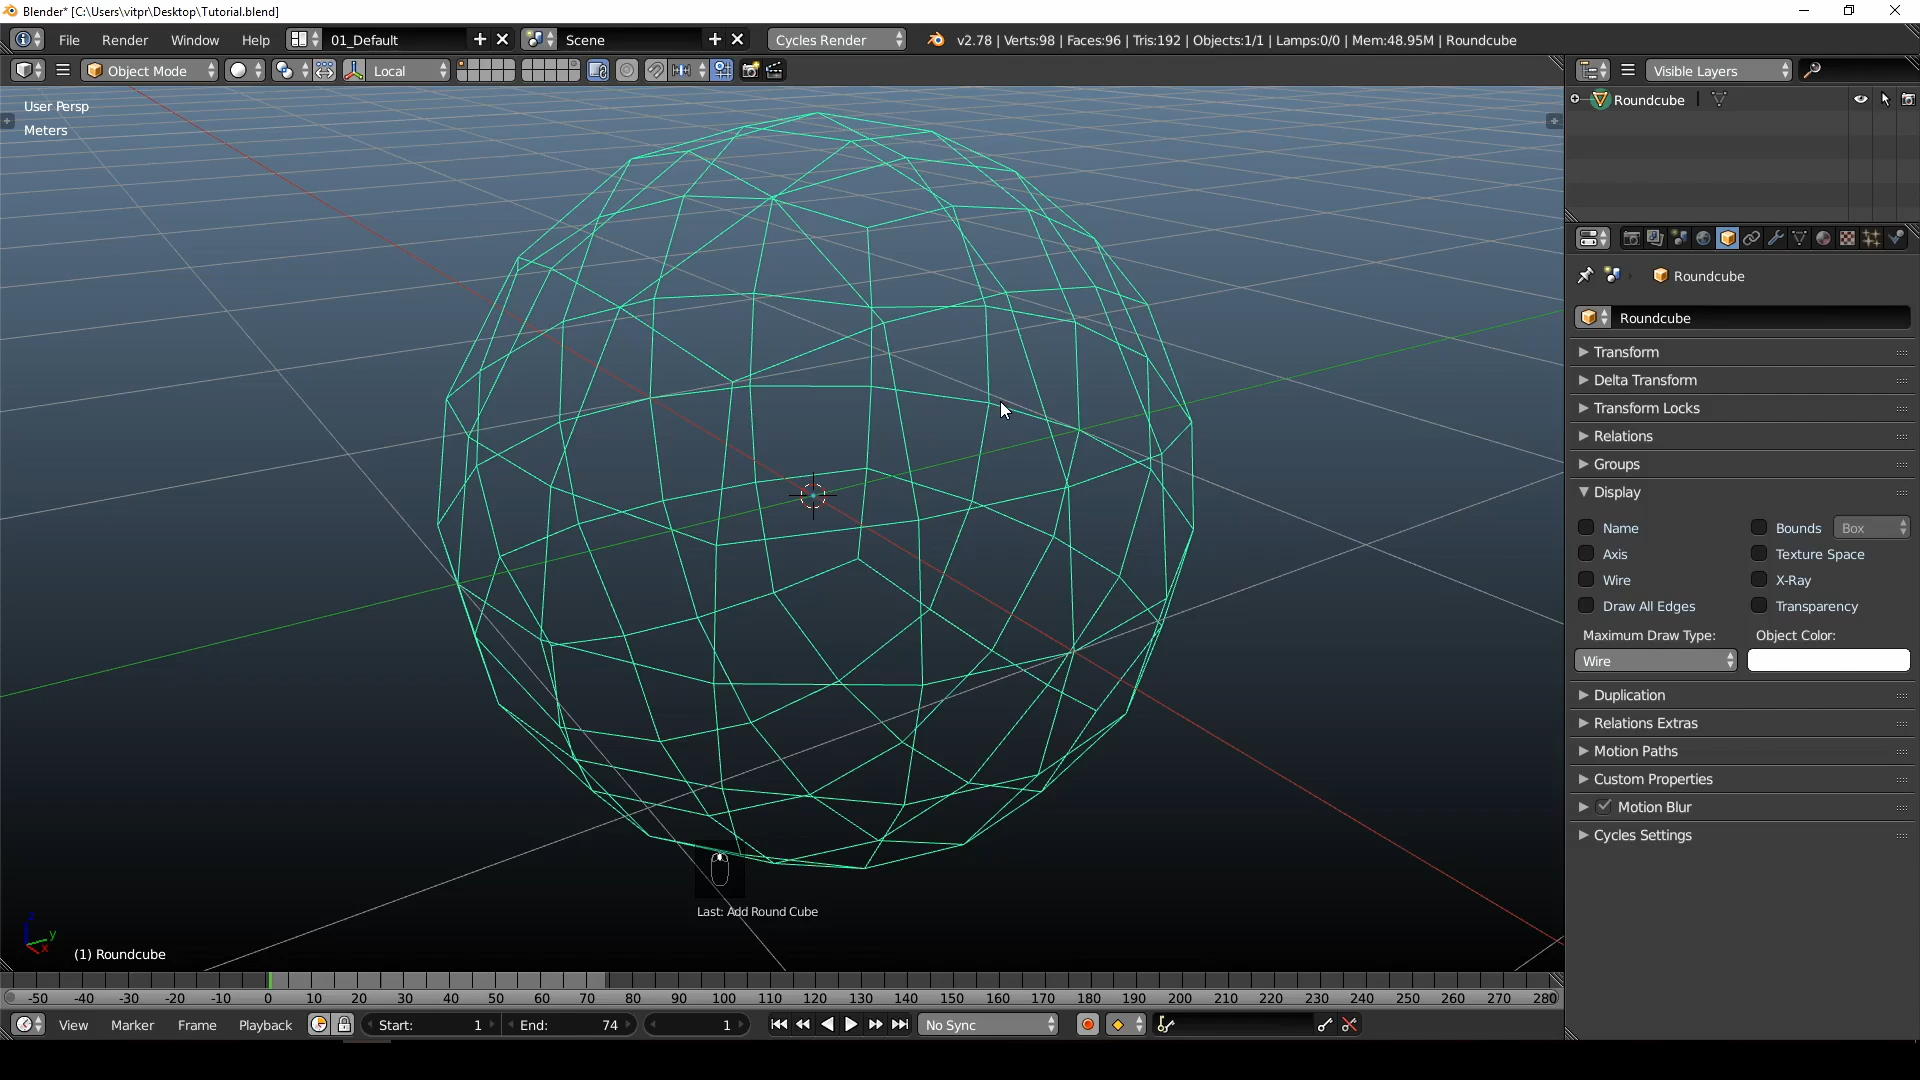 Blender* [C:\Users\vitpr\Desktop\Tutorial.blend]
File Render Window Help 01_Default Scene Cycles Render v2.78 | Verts:98 | Faces:96 | Tris:192 | Objects:1/1 | Lamps:0/0 | Mem:48.95M | Roundcube
Object Mode Local Visible Layers
User Persp
Meters
Roundcube
Roundcube
Roundcube
Transform
Delta Transform
Transform Locks
Relations
Groups
Display
Name Bounds Box
Axis Texture Space
Wire X-Ray
Draw All Edges Transparency
Maximum Draw Type: Object Color:
Wire
Duplication
Relations Extras
Motion Paths
Custom Properties
Motion Blur
Cycles Settings
Last: Add Round Cube
z
y
x
(1) Roundcube
-50 -40 -30 -20 -10 0 10 20 30 40 50 60 70 80 90 100 110 120 130 140 150 160 170 180 190 200 210 220 230 240 250 260 270 280
View Marker Frame Playback Start: 1 End: 74 1 No Sync